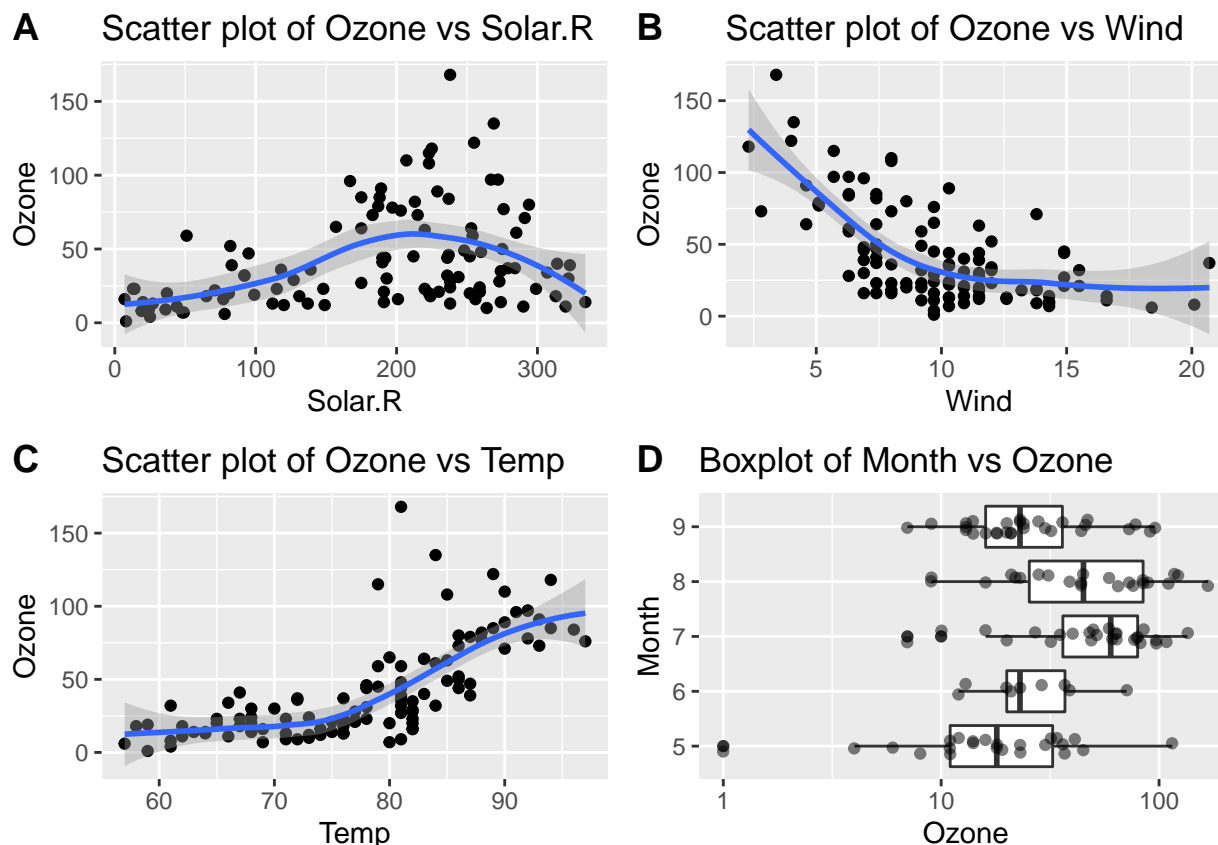 A Scatter plot of Ozone vs Solar.R
Ozone
150
100
50
0
0 100 200 300
Solar.R
B Scatter plot of Ozone vs Wind
Ozone
150
100
50
0
5 10 15 20
Wind
C Scatter plot of Ozone vs Temp
Ozone
150
100
50
0
60 70 80 90
Temp
D Boxplot of Month vs Ozone
Month
9
8
7
6
5
1 10 100
Ozone